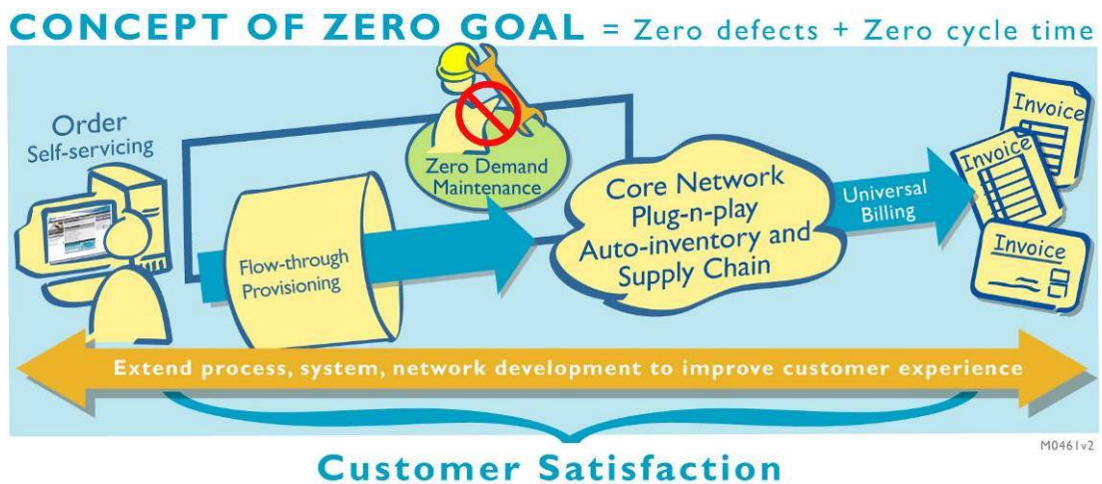 CONCEPT OF ZERO GOAL = Zero defects + Zero cycle time
Order
Self-servicing
Zero Demand
Maintenance
Flow-through
Provisioning
Core Network
Plug-n-play
Auto-inventory and
Supply Chain
Universal
Billing
Invoice
Invoice
Invoice
Extend process, system, network development to improve customer experience
M0461v2
Customer Satisfaction